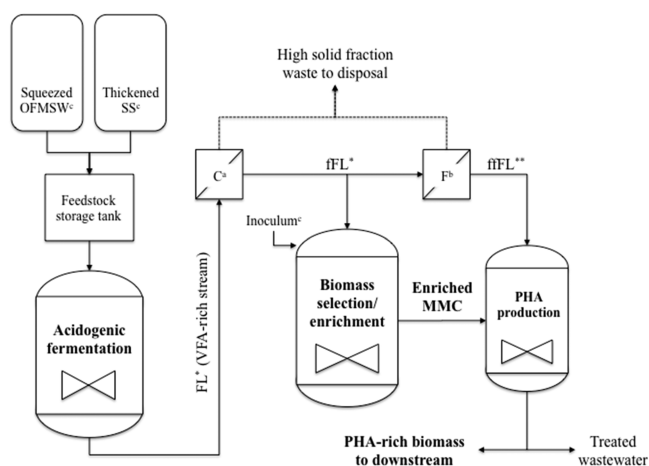 Squeezed
OFMSWᶜ
Thickened
SSᶜ
Feedstock
storage tank
Acidogenic
fermentation
FL* (VFA-rich stream)
High solid fraction
waste to disposal
Cᵃ
fFL*
Fᵇ
ffFL**
Inoculumᶜ
Biomass
selection/
enrichment
Enriched
MMC
PHA
production
PHA-rich biomass
to downstream
Treated
wastewater